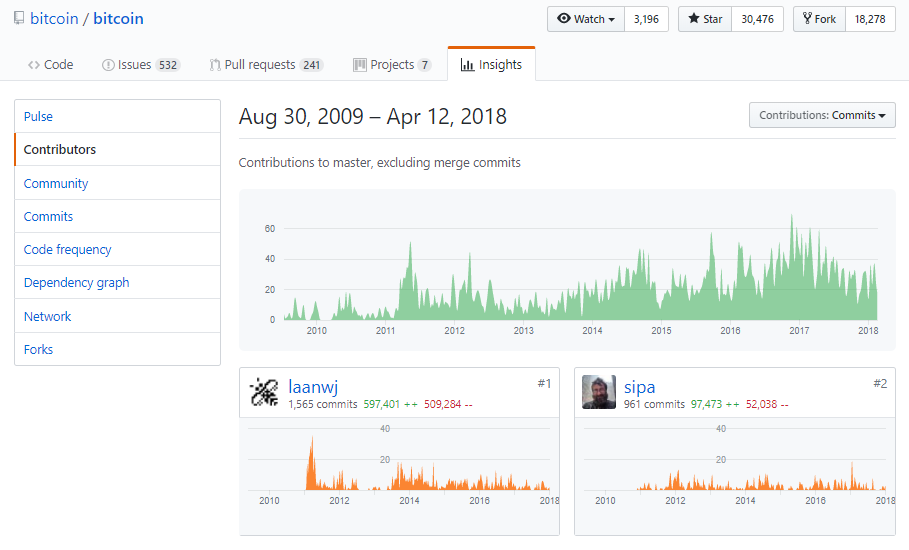 bitcoin / bitcoin
Watch 3,196 Star 30,476 Fork 18,278
Code Issues 532 Pull requests 241 Projects 7 Insights
Pulse
Contributors
Community
Commits
Code frequency
Dependency graph
Network
Forks
Aug 30, 2009 – Apr 12, 2018
Contributions: Commits
Contributions to master, excluding merge commits
60
40
20
0
2010 2011 2012 2013 2014 2015 2016 2017 2018
laanwj #1
1,565 commits 597,401 ++ 509,284 --
40
20
2010 2012 2014 2016 2018
sipa #2
961 commits 97,473 ++ 52,038 --
40
20
2010 2012 2014 2016 2018